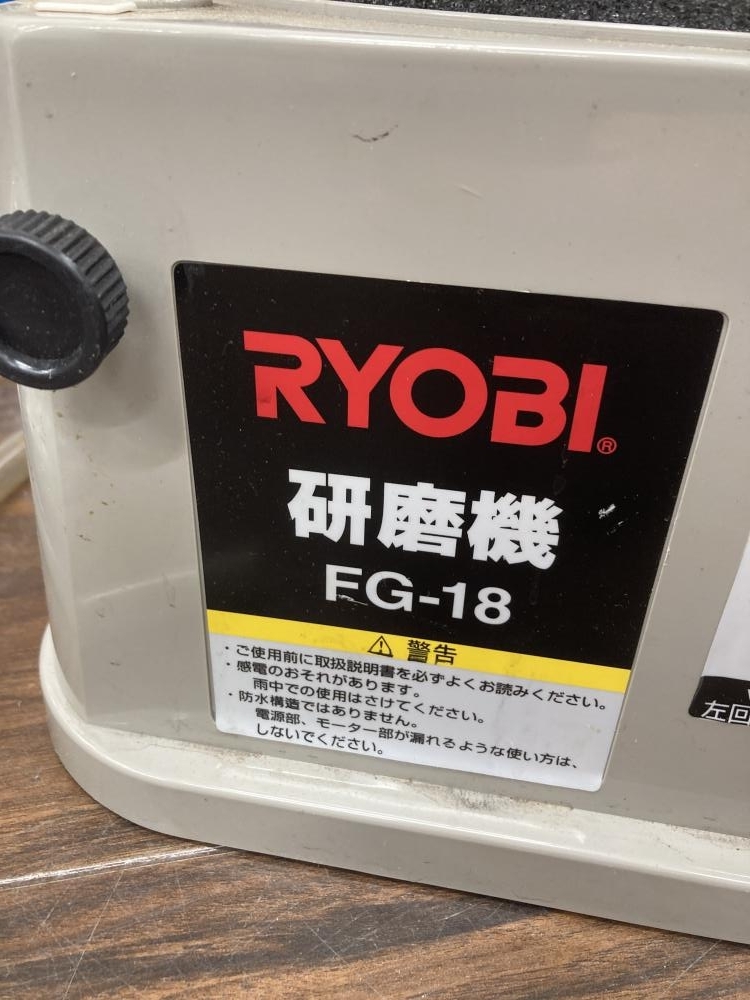 RYOBI®
研磨機
FG-18
⚠ 警告
・ご使用前に取扱説明書を必ずよくお読みください。
・感電のおそれがあります。
雨中での使用はさけてください。
・防水構造ではありません。
電源部、モーター部が漏れるような使い方は、
しないでください。
左回